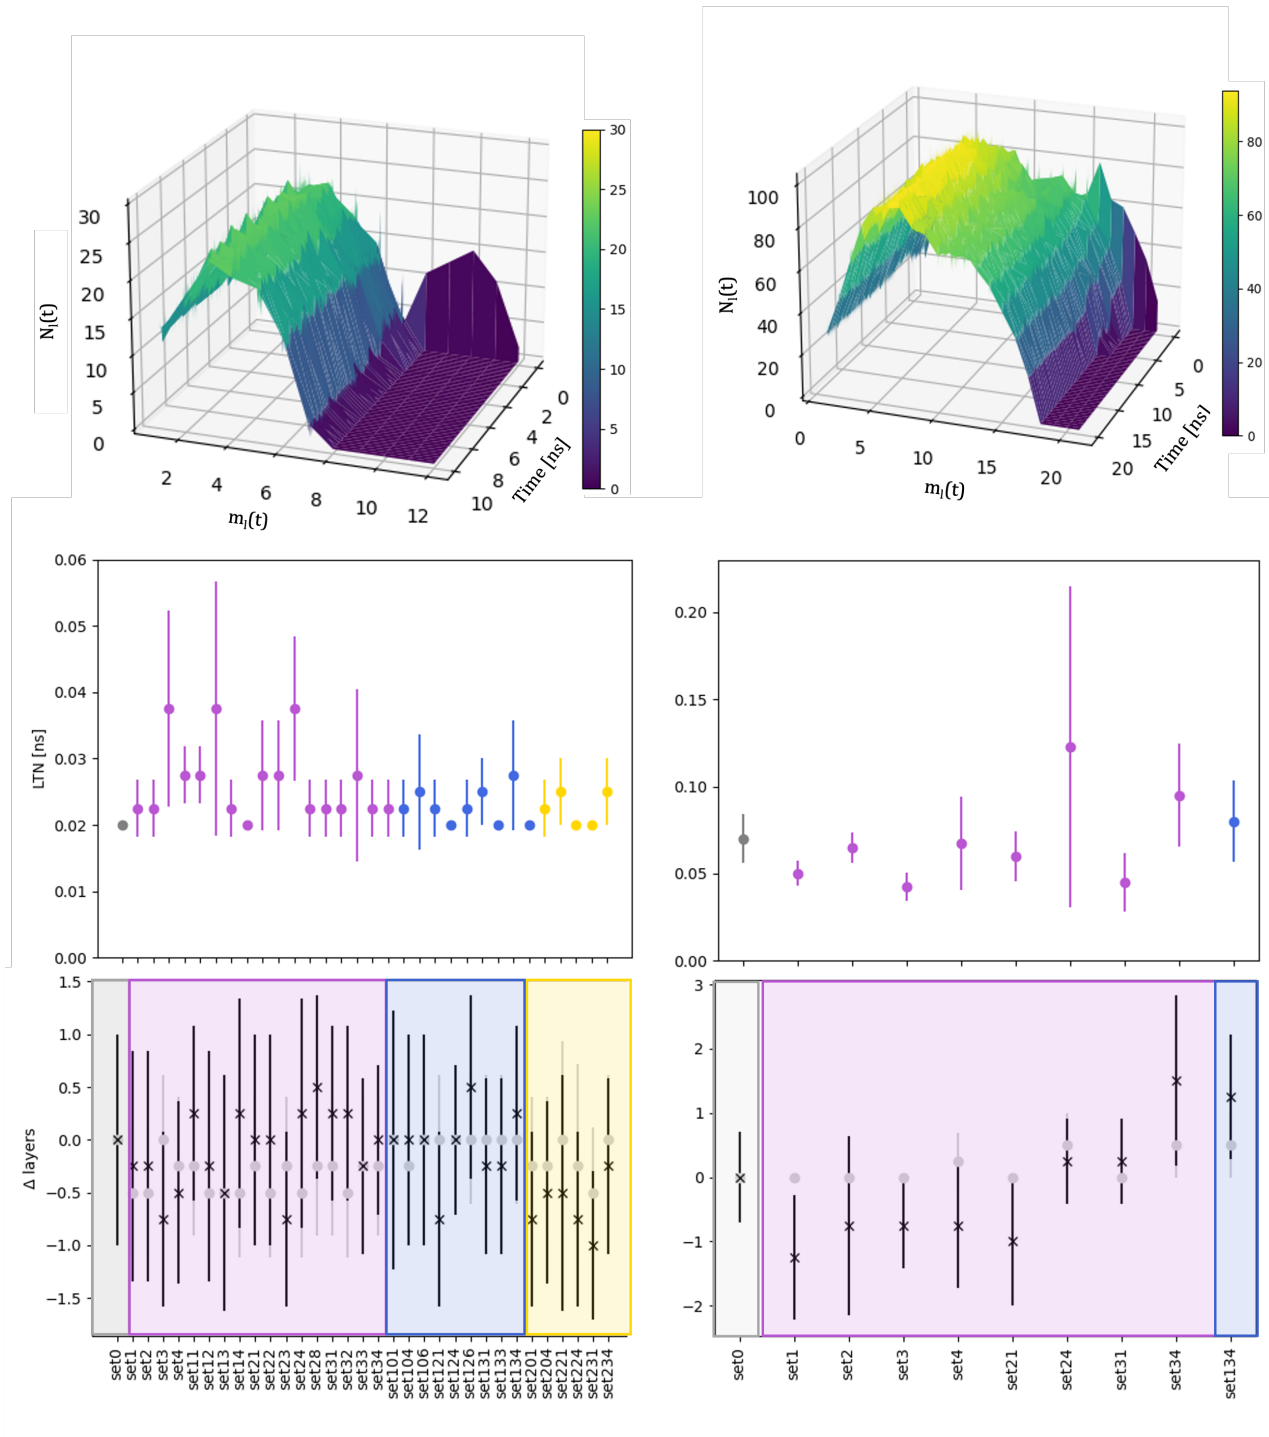 30
25
20
15
10
5
0
N_l(t)
2
4
6
8
10
12
m_l(t)
0
2
4
6
8
10
Time [ns]
30
25
20
15
10
5
0
100
80
60
40
20
0
N_l(t)
0
5
10
15
20
m_l(t)
0
5
10
15
20
Time [ns]
80
60
40
20
0
0.06
0.05
0.04
0.03
0.02
0.01
0.00
LTN [ns]
0.20
0.15
0.10
0.05
0.00
1.5
1.0
0.5
0.0
−0.5
−1.0
−1.5
Δ layers
set0
set1
set2
set3
set4
set11
set12
set13
set14
set21
set22
set23
set24
set28
set31
set32
set33
set34
set101
set104
set106
set121
set124
set126
set131
set133
set134
set201
set204
set221
set224
set231
set234
3
2
1
0
−1
−2
set0
set1
set2
set3
set4
set21
set24
set31
set34
set134